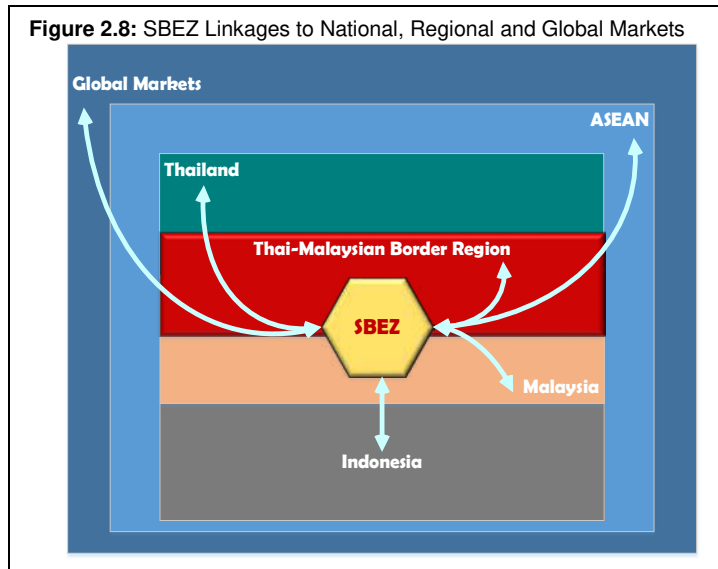 Figure 2.8: SBEZ Linkages to National, Regional and Global Markets
Global Markets
ASEAN
Thailand
Thai-Malaysian Border Region
SBEZ
Malaysia
Indonesia